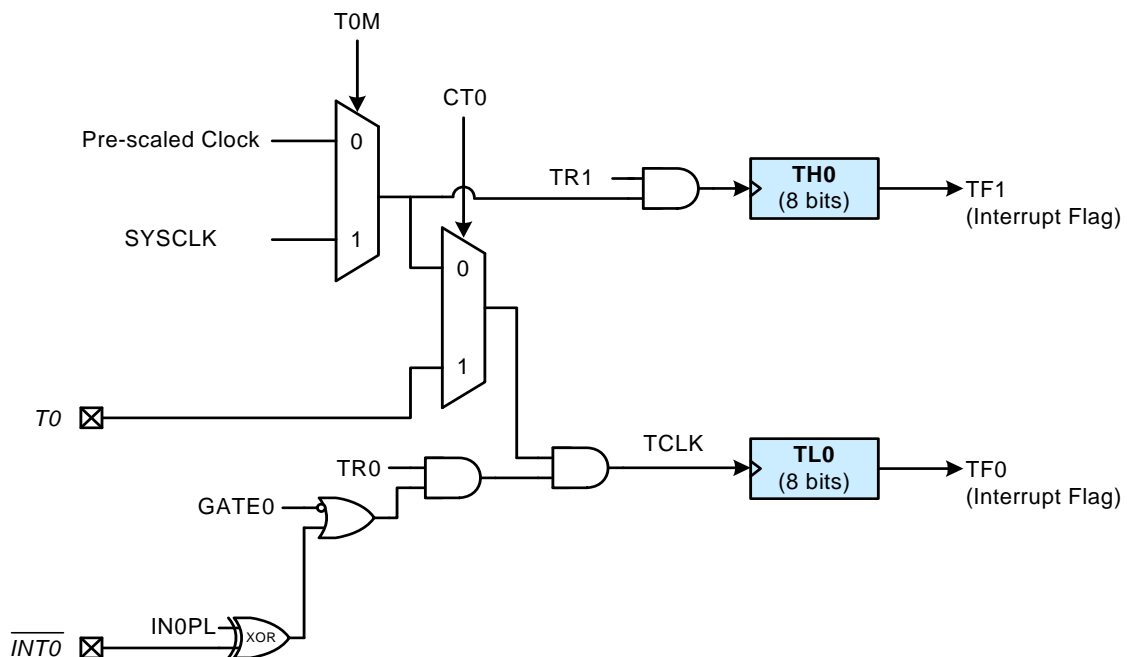 T0M
CT0
Pre-scaled Clock
0
TR1
TH0
(8 bits)
TF1
(Interrupt Flag)
SYSCLK
1
0
1
T0
TCLK
TL0
(8 bits)
TF0
(Interrupt Flag)
TR0
GATE0
IN0PL
XOR
INT0